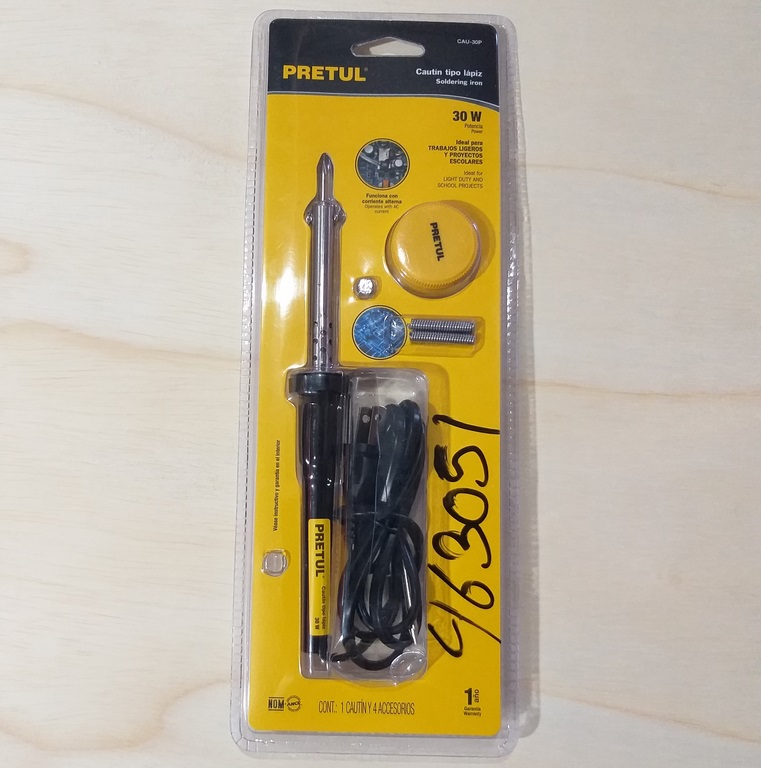 CAU-30P
PRETUL®
Cautín tipo lápiz
Soldering iron
30 W
Potencia
Power
Ideal para
TRABAJOS LIGEROS
Y PROYECTOS
ESCOLARES
Ideal for
LIGHT DUTY AND
SCHOOL PROJECTS
Funciona con
corriente alterna
Operates with AC
current
PRETUL
463051
Véase instructivo y garantía en el interior
PRETUL
Cautín tipo lápiz
30 W
NOM-ANCE
CONT.: 1 CAUTÍN Y 4 ACCESORIOS
1 año
Garantía
Warranty